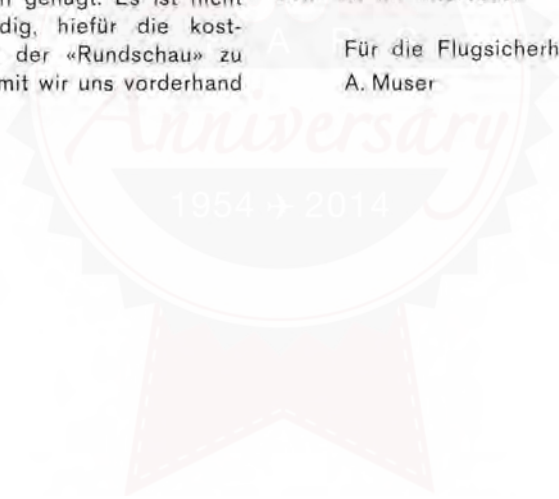 genügt. Es ist nicht
dig, hiefür die kost-
der «Rundschau» zu
mit wir uns vorderhand
Für die Flugsicherh
A. Muser
Anniversary
1954 → 2014